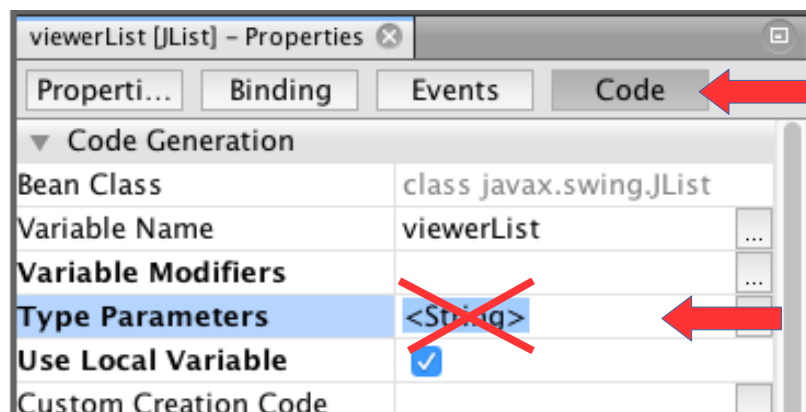 viewerList [JList] – Properties
Properti... Binding Events Code
Code Generation
Bean Class class javax.swing.JList
Variable Name viewerList ...
Variable Modifiers ...
Type Parameters <String>
Use Local Variable
Custom Creation Code